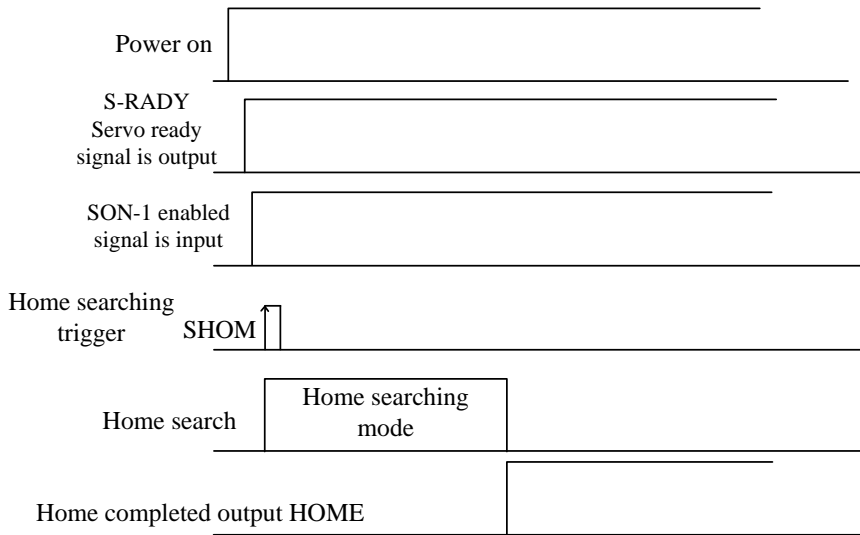 Power on
S-RADY
Servo ready
signal is output
SON-1 enabled
signal is input
Home searching
trigger
SHOM
Home search
Home searching
mode
Home completed output HOME